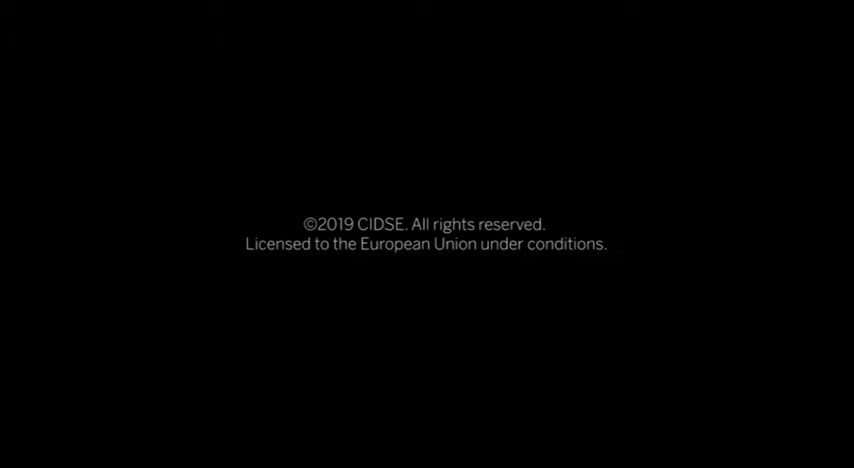 ©2019 CIDSE. All rights reserved.
Licensed to the European Union under conditions.